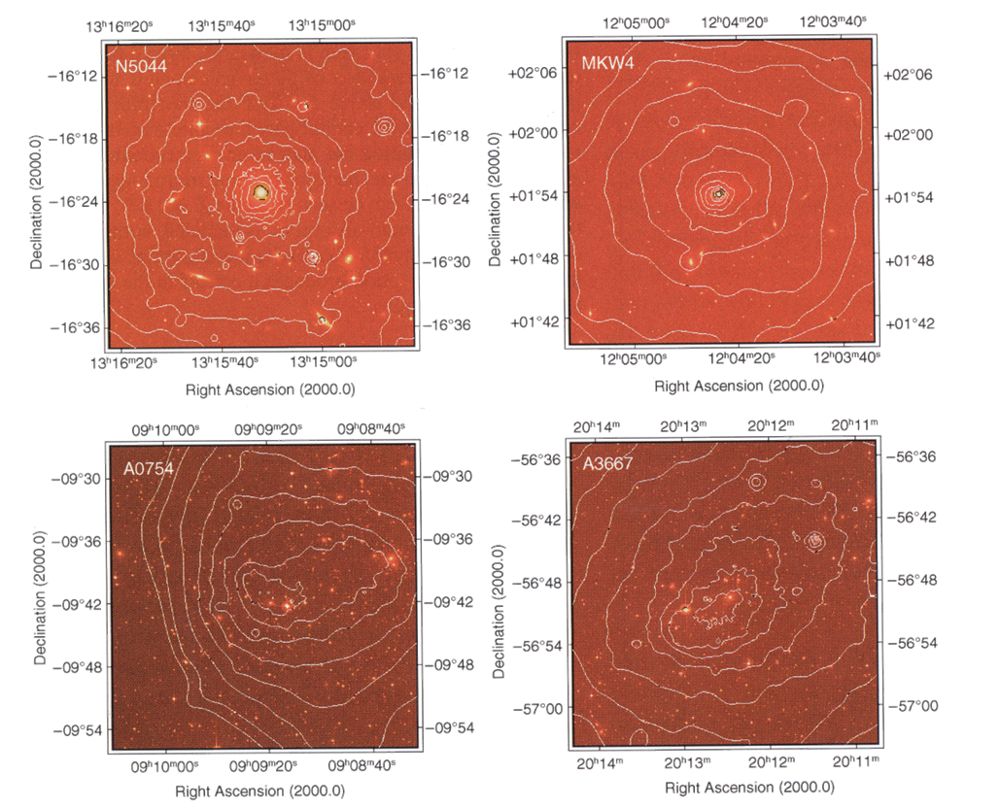 13ʰ16ᵐ20ˢ 13ʰ15ᵐ40ˢ 13ʰ15ᵐ00ˢ
N5044
−16°12 −16°12
−16°18 −16°18
−16°24 −16°24
−16°30 −16°30
−16°36 −16°36
Declination (2000.0)
13ʰ16ᵐ20ˢ 13ʰ15ᵐ40ˢ 13ʰ15ᵐ00ˢ
Right Ascension (2000.0)
12ʰ05ᵐ00ˢ 12ʰ04ᵐ20ˢ 12ʰ03ᵐ40ˢ
MKW4
+02°06 +02°06
+02°00 +02°00
+01°54 +01°54
+01°48 +01°48
+01°42 +01°42
Declination (2000.0)
12ʰ05ᵐ00ˢ 12ʰ04ᵐ20ˢ 12ʰ03ᵐ40ˢ
Right Ascension (2000.0)
09ʰ10ᵐ00ˢ 09ʰ09ᵐ20ˢ 09ʰ08ᵐ40ˢ
A0754
−09°30 −09°30
−09°36 −09°36
−09°42 −09°42
−09°48 −09°48
−09°54 −09°54
Declination (2000.0)
09ʰ10ᵐ00ˢ 09ʰ09ᵐ20ˢ 09ʰ08ᵐ40ˢ
Right Ascension (2000.0)
20ʰ14ᵐ 20ʰ13ᵐ 20ʰ12ᵐ 20ʰ11ᵐ
A3667
−56°36 −56°36
−56°42 −56°42
−56°48 −56°48
−56°54 −56°54
−57°00 −57°00
Declination (2000.0)
20ʰ14ᵐ 20ʰ13ᵐ 20ʰ12ᵐ 20ʰ11ᵐ
Right Ascension (2000.0)